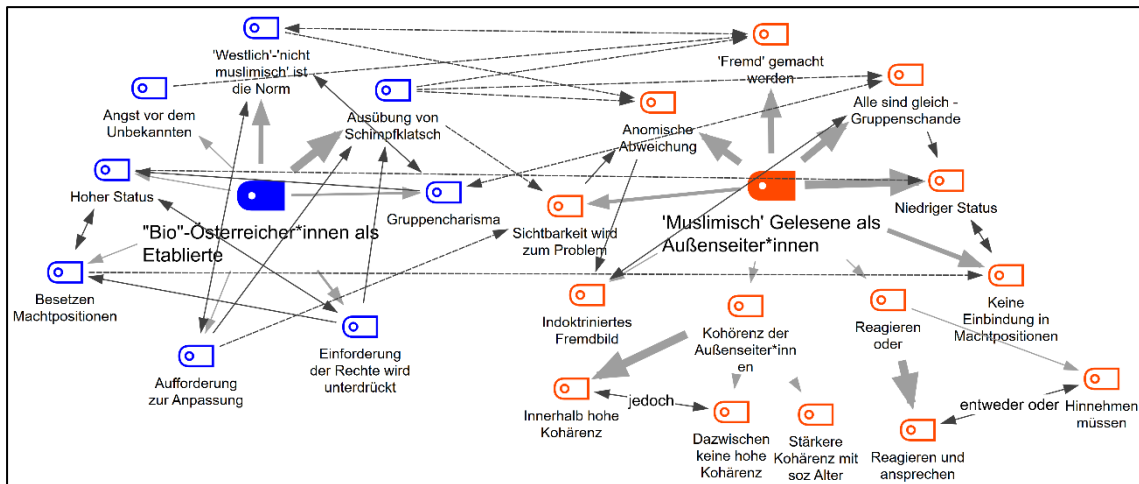 'Westlich'-'nicht
muslimisch' ist
die Norm
'Fremd' gemacht
werden
Angst vor dem
Unbekannten
Ausübung von
Schimpfklatsch
Anomische
Abweichung
Alle sind gleich -
Gruppenschande
Hoher Status
Gruppencharisma
Sichtbarkeit wird
zum Problem
Niedriger Status
"Bio"-Österreicher*innen als
Etablierte
'Muslimisch' Gelesene als
Außenseiter*innen
Besetzen
Machtpositionen
Indoktriniertes
Fremdbild
Kohörenz der
Außenseiter*inn
en
Reagieren
oder
Keine
Einbindung in
Machtpositionen
Aufforderung
zur Anpassung
Einforderung
der Rechte wird
unterdrückt
Innerhalb hohe
Kohärenz
jedoch
Dazwischen
keine hohe
Kohärenz
Stärkere
Kohärenz mit
soz Alter
Reagieren und
ansprechen
entweder oder
Hinnehmen
müssen